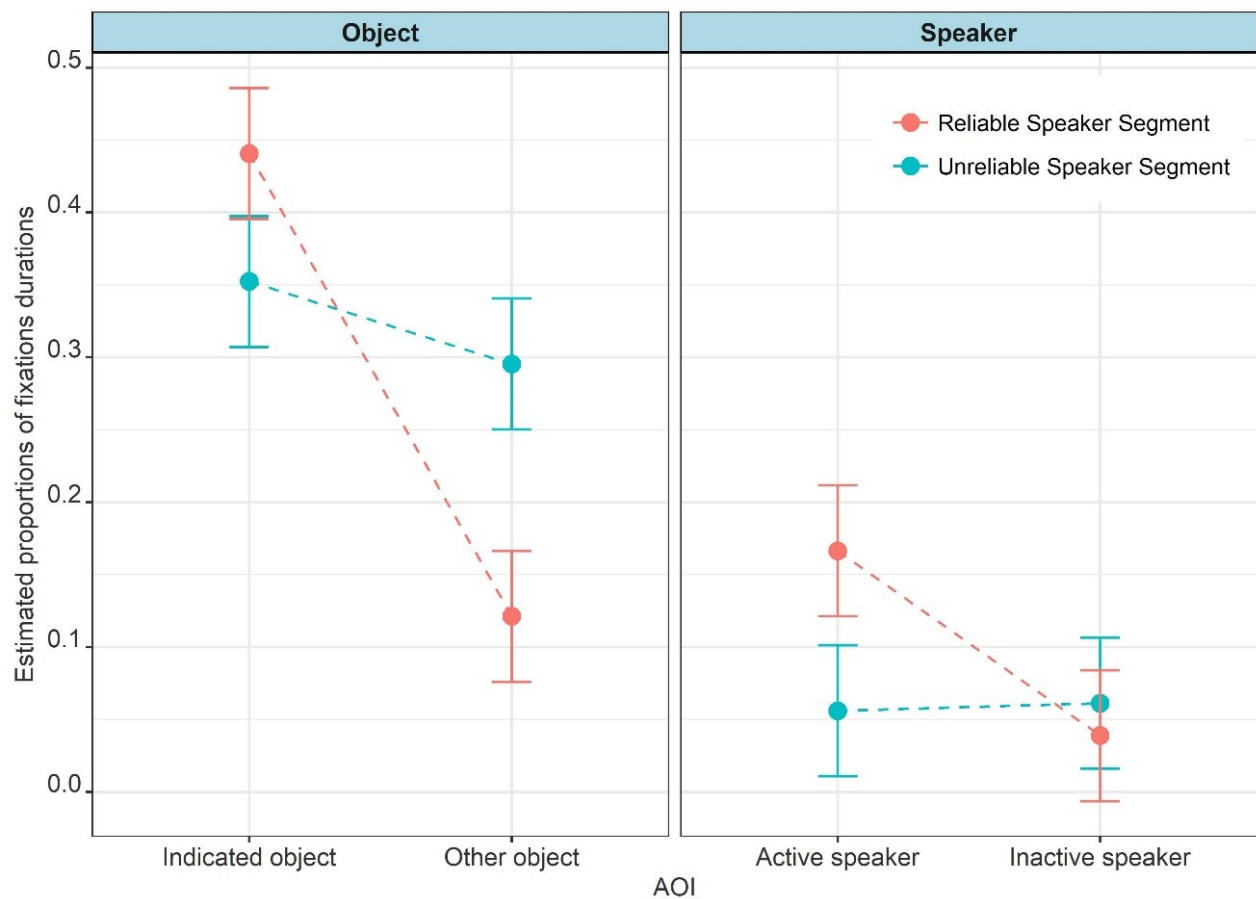 Object
Speaker
Reliable Speaker Segment
Unreliable Speaker Segment
Estimated proportions of fixations durations
0.5
0.4
0.3
0.2
0.1
0.0
Indicated object
Other object
Active speaker
Inactive speaker
AOI